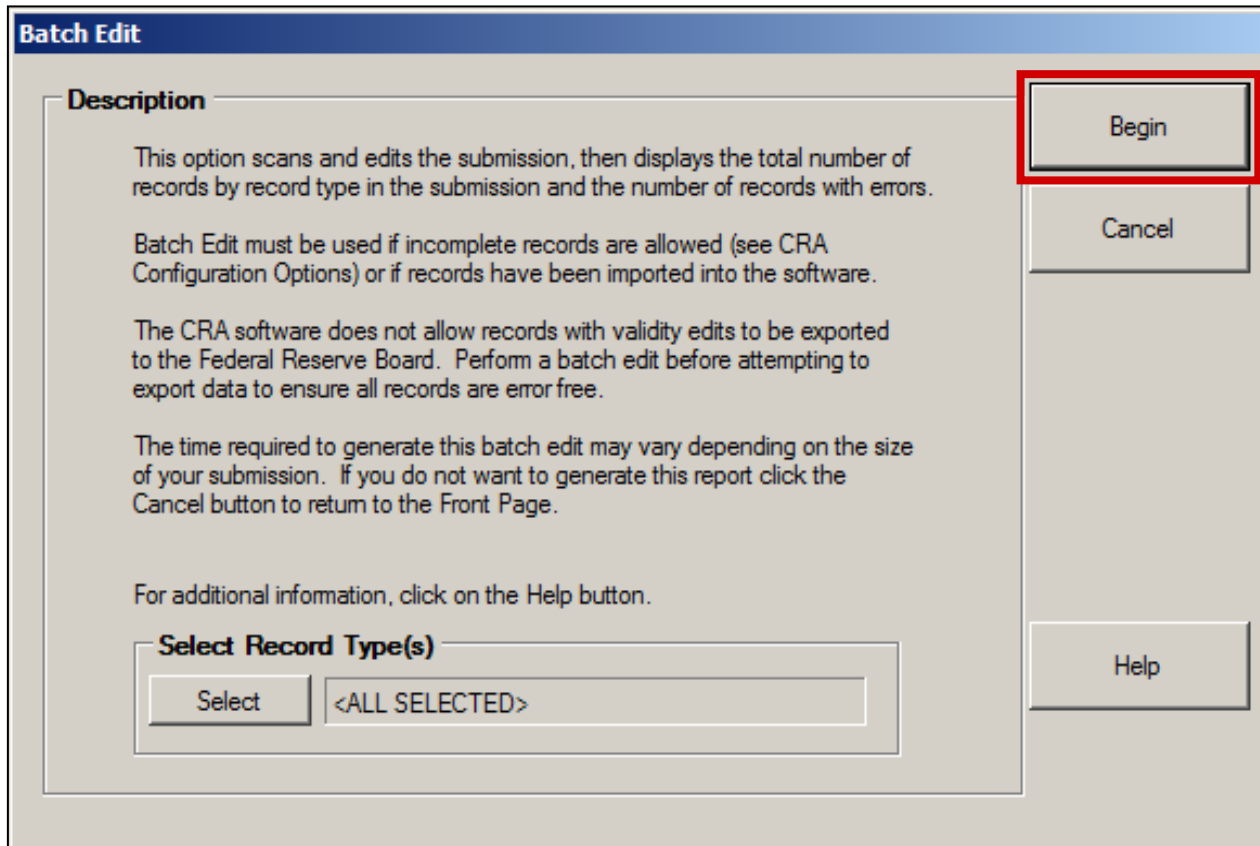 Batch Edit
Description
Begin
This option scans and edits the submission, then displays the total number of
records by record type in the submission and the number of records with errors.
Cancel
Batch Edit must be used if incomplete records are allowed (see CRA
Configuration Options) or if records have been imported into the software.
The CRA software does not allow records with validity edits to be exported
to the Federal Reserve Board. Perform a batch edit before attempting to
export data to ensure all records are error free.
The time required to generate this batch edit may vary depending on the size
of your submission. If you do not want to generate this report click the
Cancel button to return to the Front Page.
For additional information, click on the Help button.
Select Record Type(s)
Help
Select
<ALL SELECTED>